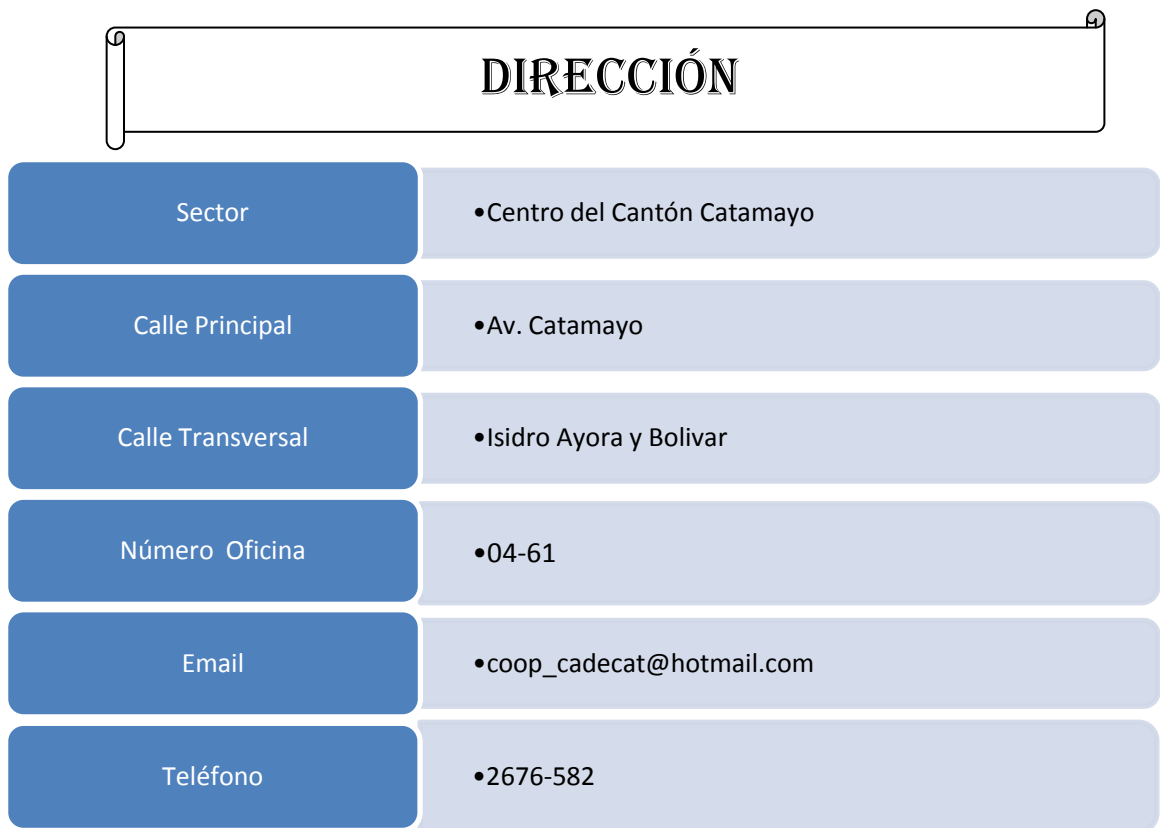 DIRECCIÓN
Sector
•Centro del Cantón Catamayo
Calle Principal
•Av. Catamayo
Calle Transversal
•Isidro Ayora y Bolivar
Número  Oficina
•04-61
Email
•coop_cadecat@hotmail.com
Teléfono
•2676-582